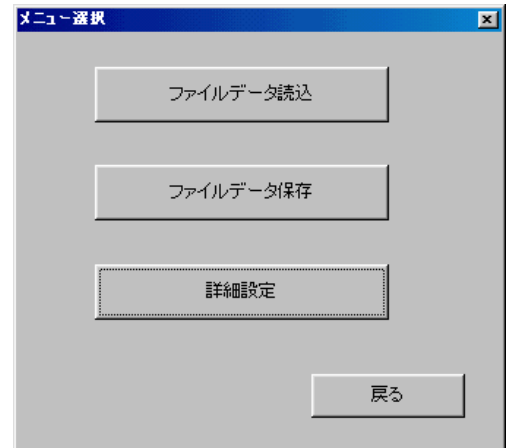 メニュー選択
ファイルデータ読込
ファイルデータ保存
詳細設定
戻る